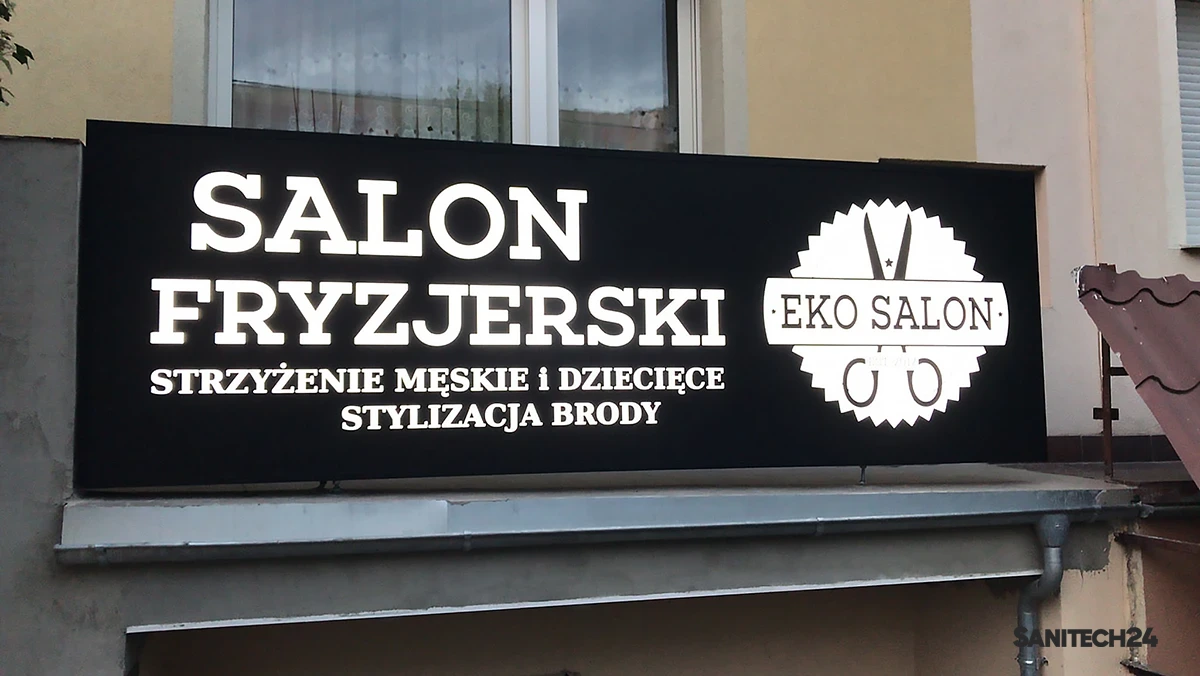 SALON
FRYZJERSKI
STRZYŻENIE MĘSKIE i DZIECIĘCE
STYLIZACJA BRODY
·EKO SALON·
SANITECH24